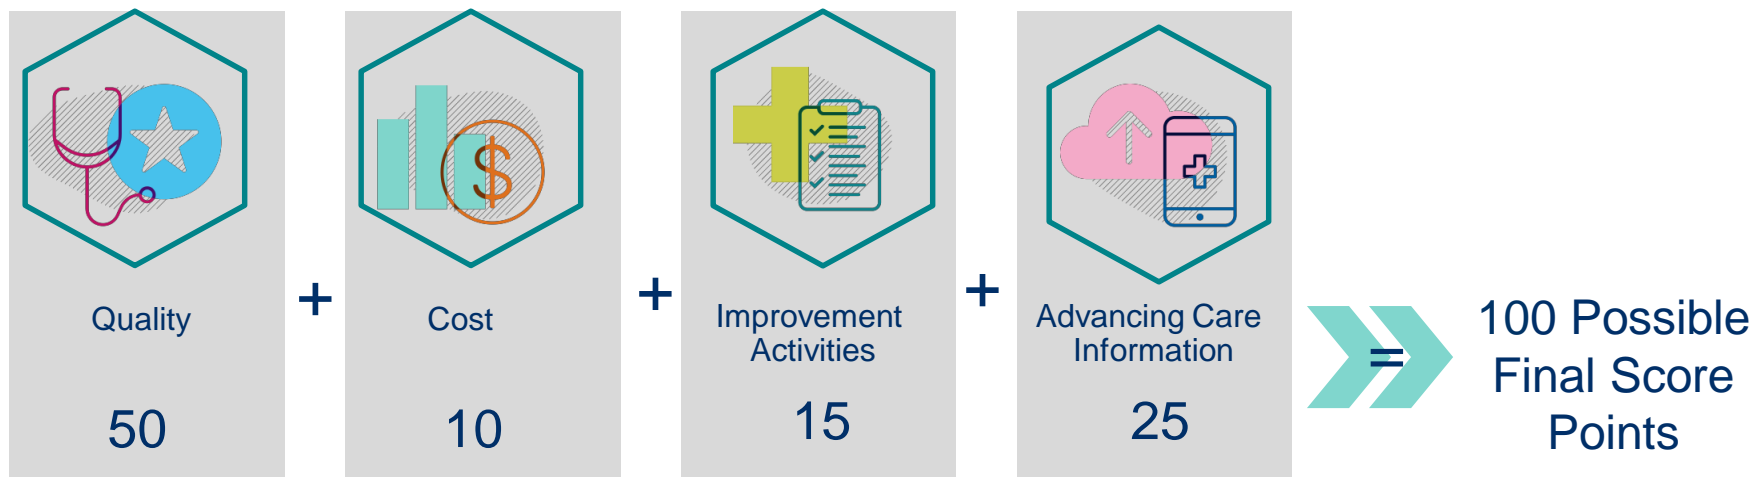 Quality
50
+
Cost
10
+
Improvement
Activities
15
+
Advancing Care
Information
25
=
100 Possible
Final Score
Points